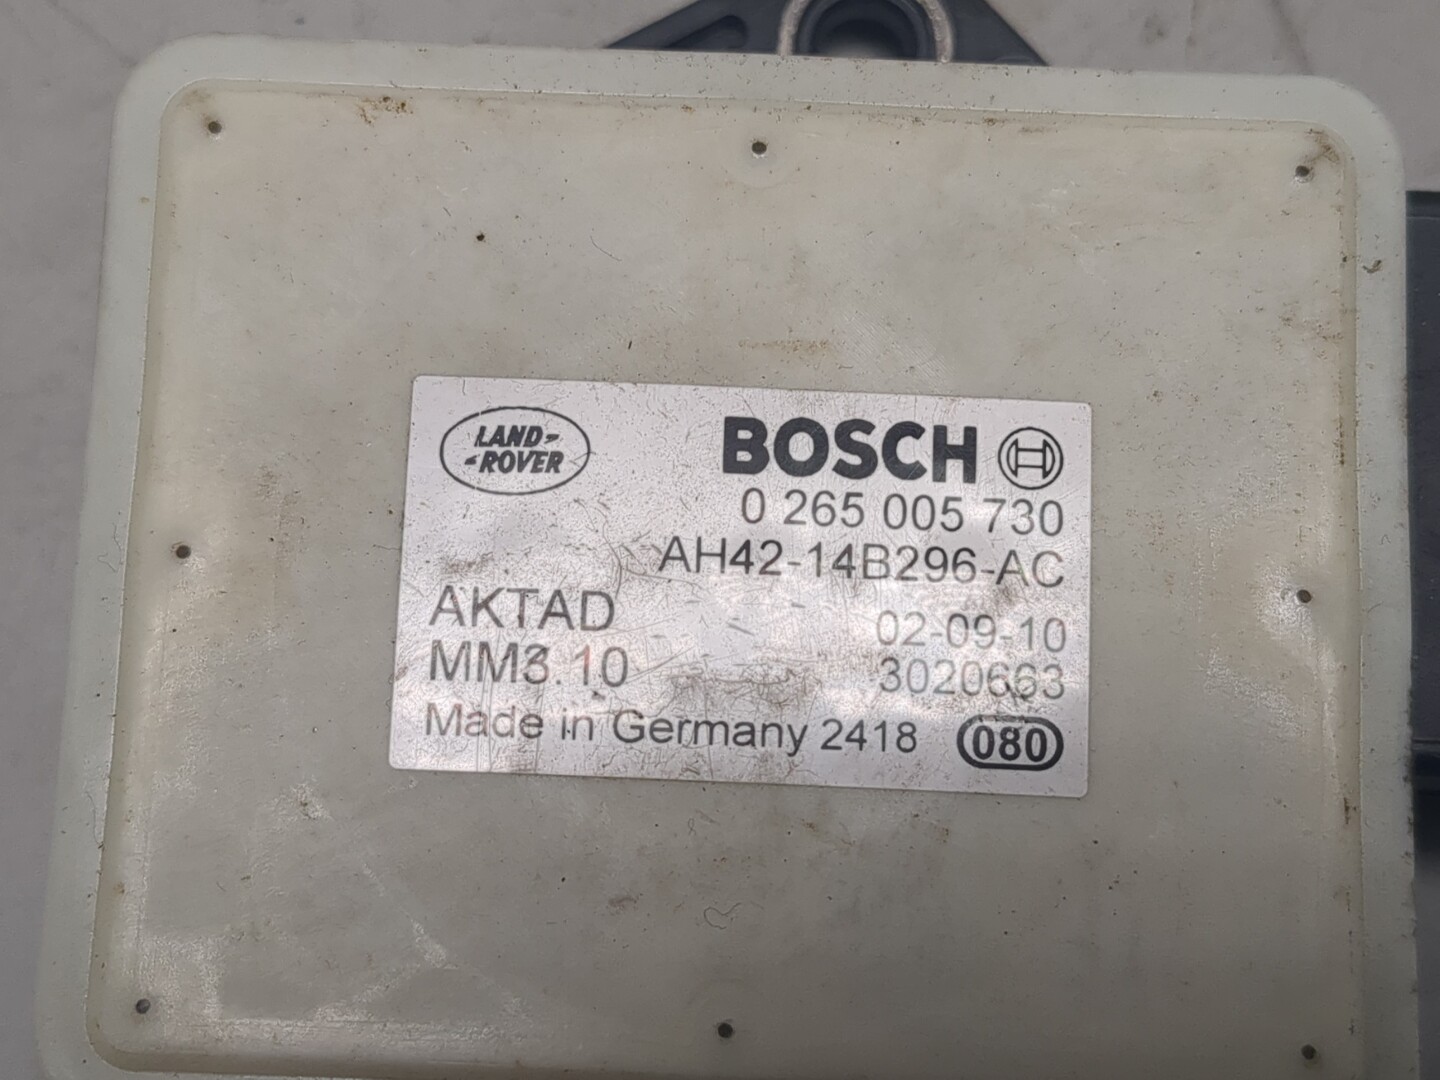 LAND-
-ROVER
BOSCH
0 265 005 730
AH42-14B296-AC
AKTAD
02-09-10
MM3.10
3020663
Made in Germany 2418
080